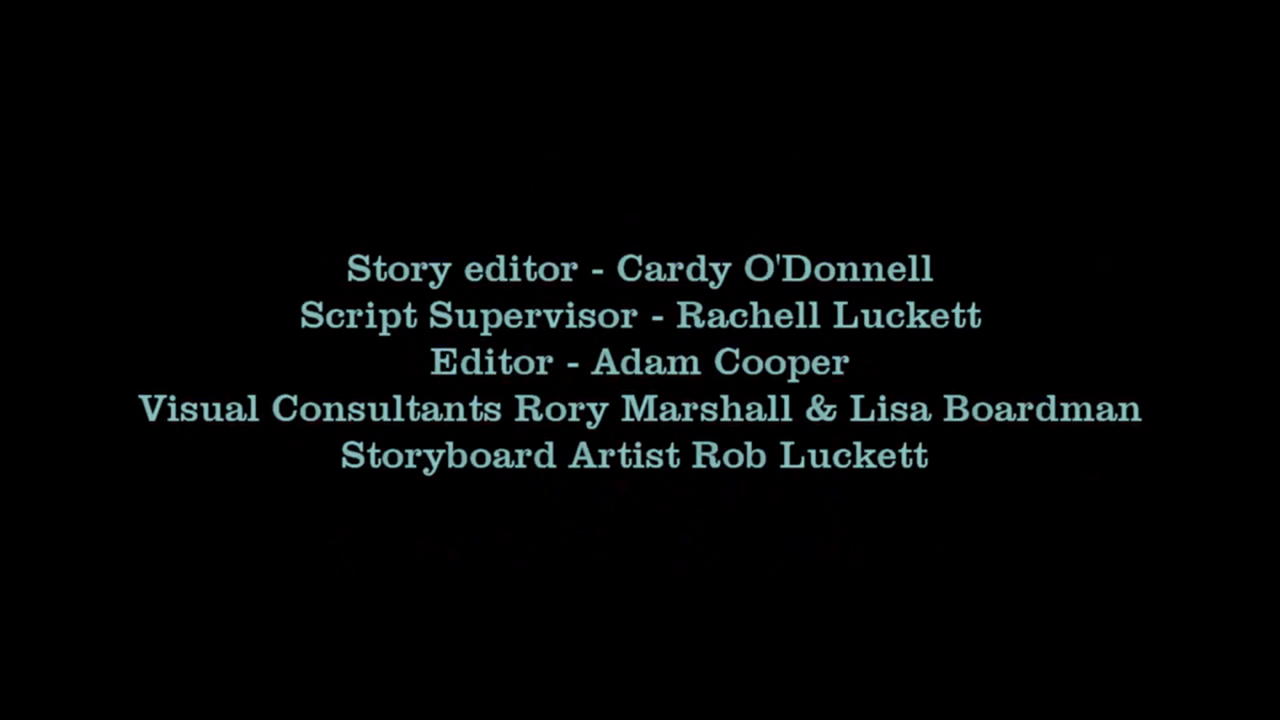 Story editor - Cardy O'Donnell
Script Supervisor - Rachell Luckett
Editor - Adam Cooper
Visual Consultants Rory Marshall & Lisa Boardman
Storyboard Artist Rob Luckett